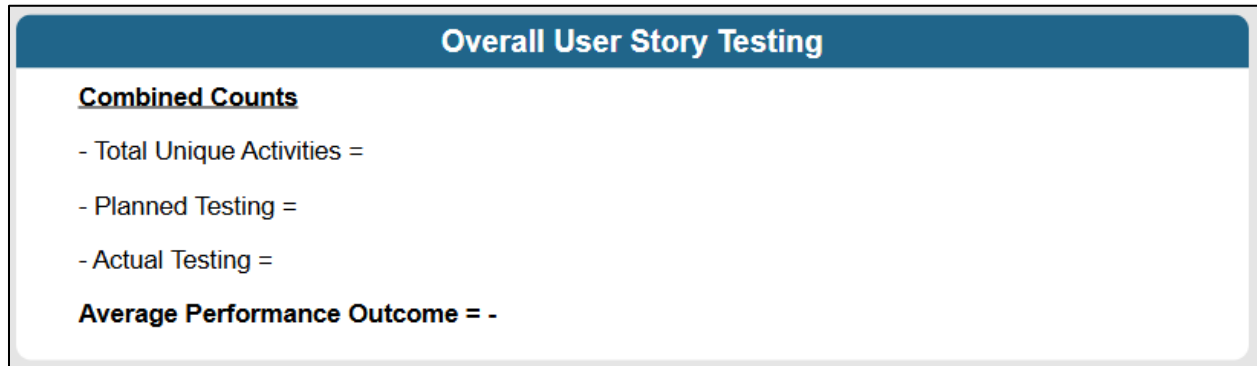 Overall User Story Testing
Combined Counts
- Total Unique Activities =
- Planned Testing =
- Actual Testing =
Average Performance Outcome = -